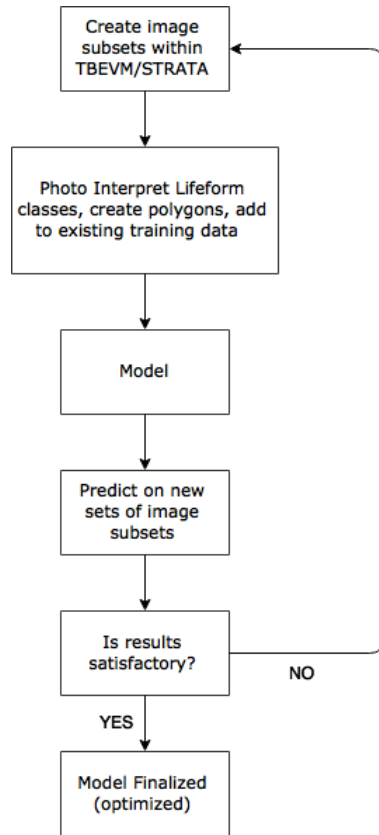 Create image
subsets within
TBEVM/STRATA
Photo Interpret Lifeform
classes, create polygons, add
to existing training data
Model
Predict on new
sets of image
subsets
Is results
satisfactory?
NO
YES
Model Finalized
(optimized)